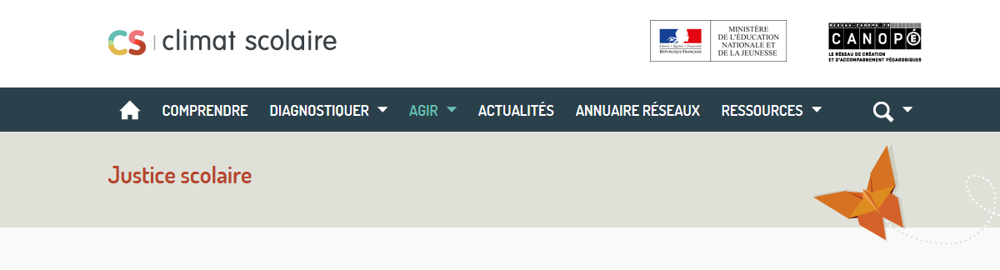 CS | climat scolaire
Liberté • Égalité • Fraternité
RÉPUBLIQUE FRANÇAISE
MINISTÈRE
DE L'ÉDUCATION
NATIONALE ET
DE LA JEUNESSE
RESEAU-CANOPE.FR
CANOPÉ
LE RÉSEAU DE CRÉATION
ET D'ACCOMPAGNEMENT PÉDAGOGIQUES
COMPRENDRE DIAGNOSTIQUER AGIR ACTUALITÉS ANNUAIRE RÉSEAUX RESSOURCES
Justice scolaire